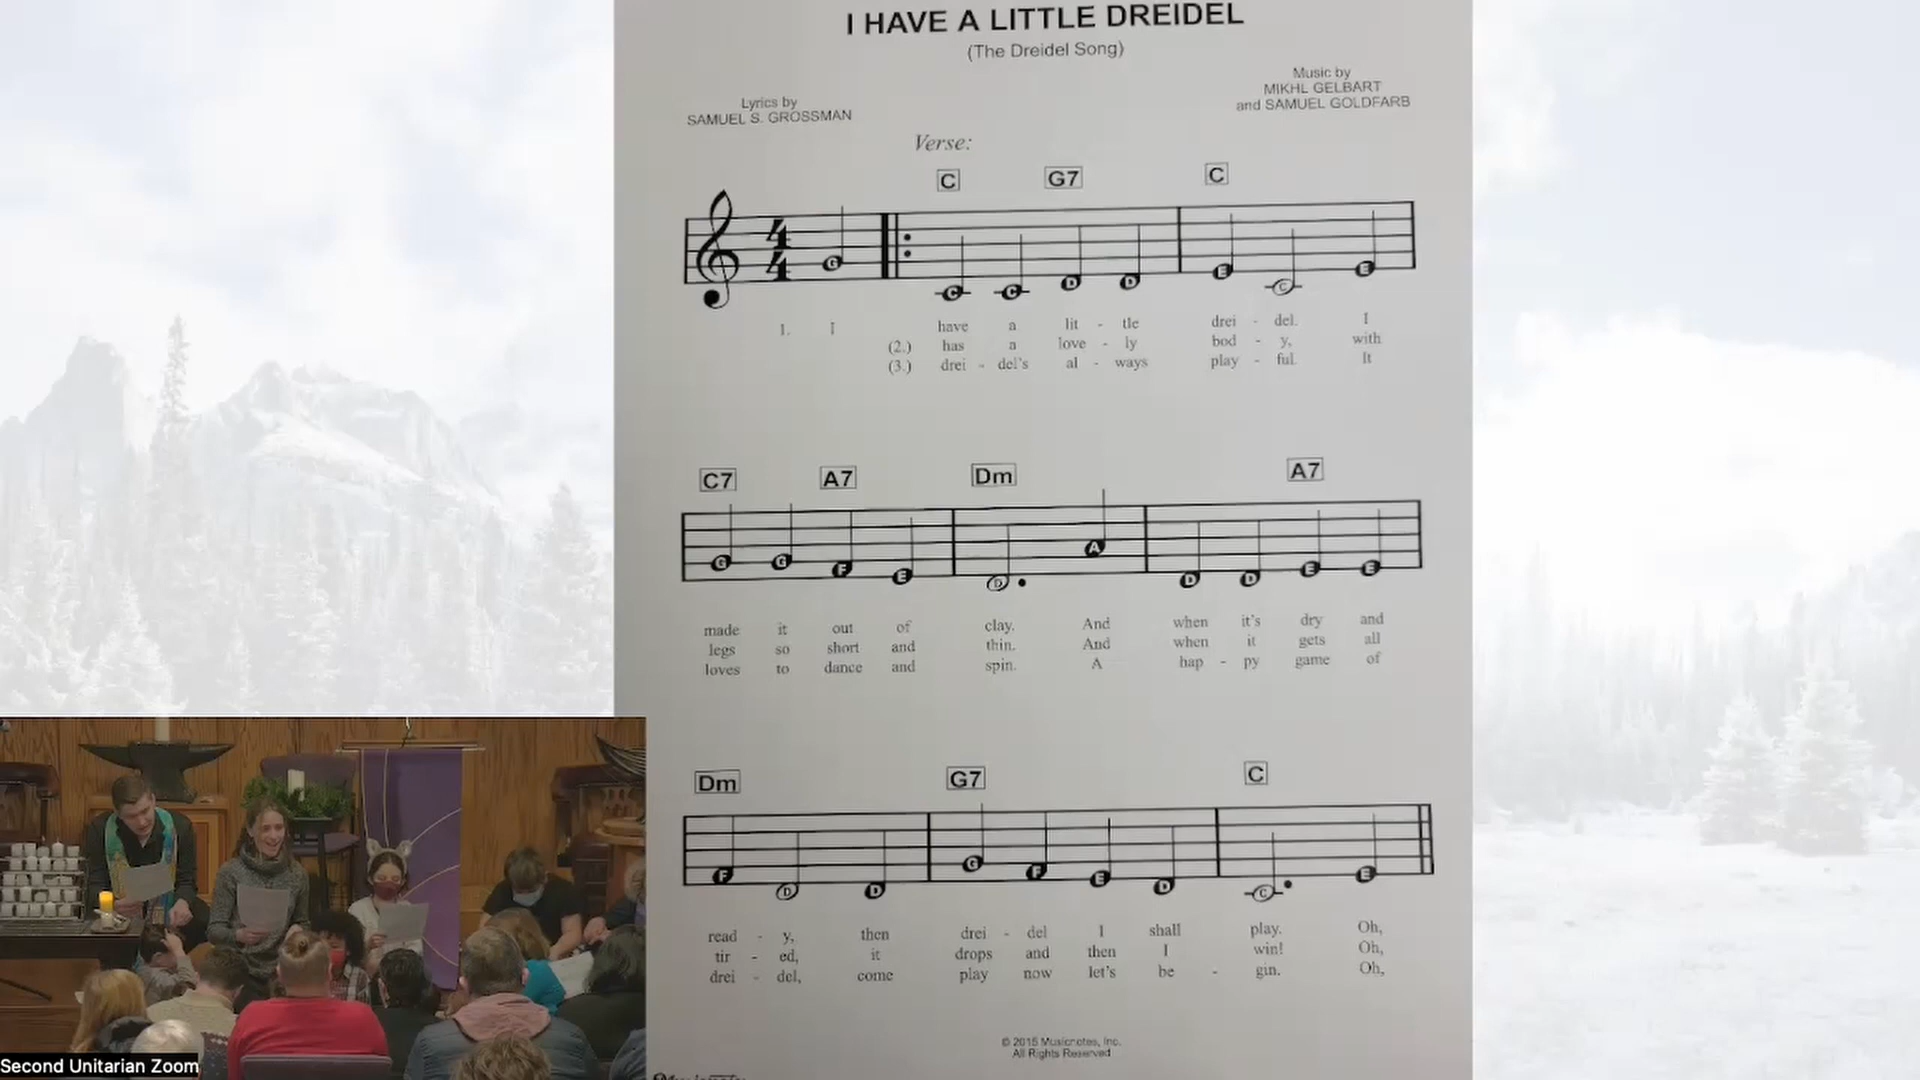 I HAVE A LITTLE DREIDEL
(The Dreidel Song)
Lyrics by
SAMUEL S. GROSSMAN
Music by
MIKHL GELBART
and SAMUEL GOLDFARB
Verse:
C G7 C
4
4
G C C D D E C E
1. I have a lit - tle drei - del. I
(2.) has a love - ly bod - y, with
(3.) drei - del's al - ways play - ful. It
C7 A7 Dm A7
G G F E D A D D E E
made it out of clay. And when it's dry and
legs so short and thin. And when it gets all
loves to dance and spin. A hap - py game of
Dm G7 C
F D D G F E D C E
read - y, then drei - del I shall play. Oh,
tir - ed, it drops and then I win! Oh,
drei - del, come play now let's be - gin. Oh,
© 2015 Musicnotes, Inc.
All Rights Reserved
Second Unitarian Zoom